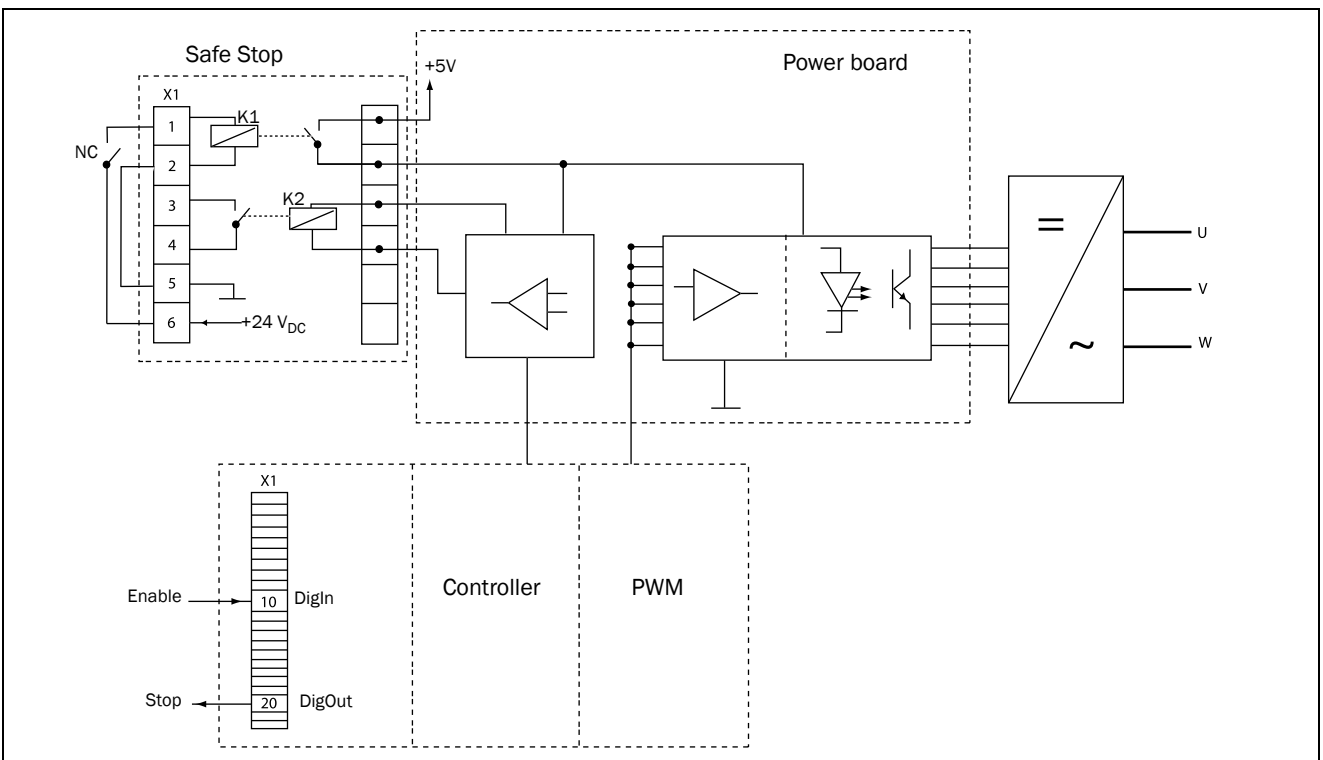 Safe Stop
Power board
+5V
X1
K1
1
NC
2
K2
3
4
5
6
+24 VDC
=
~
U
V
W
X1
Enable
10
DigIn
Controller
PWM
Stop
20
DigOut